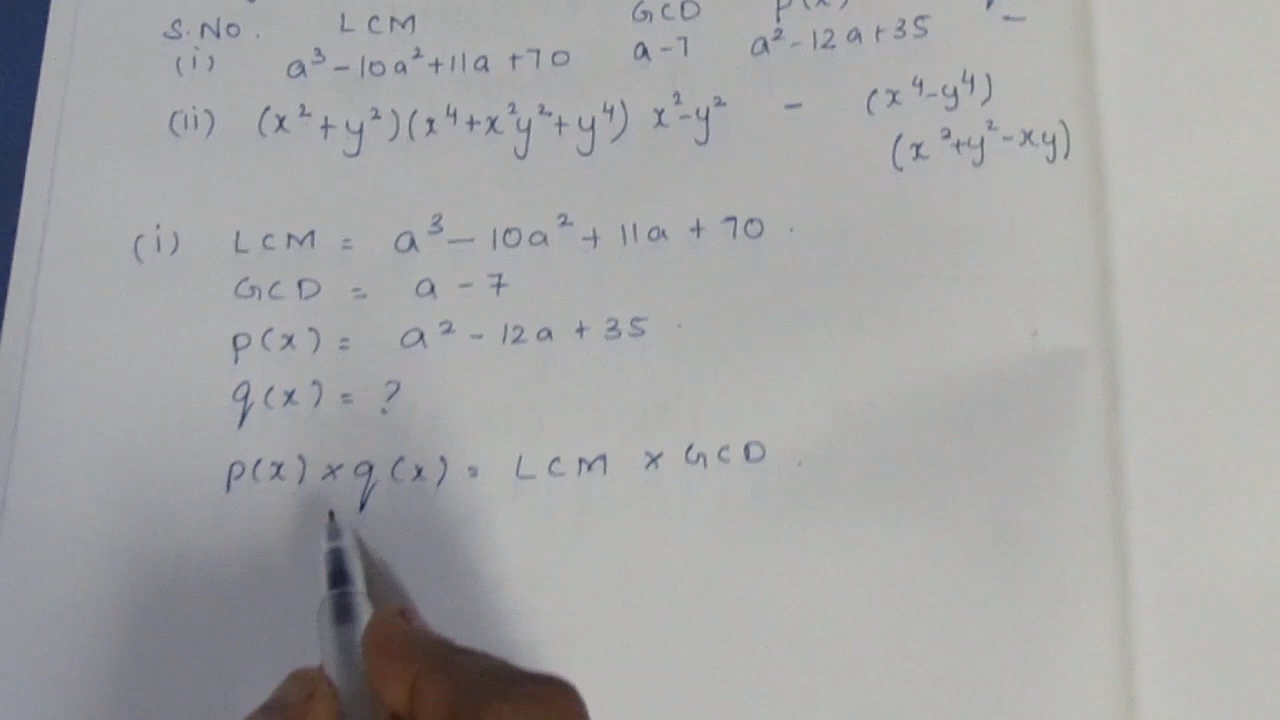 S.No. LCM GCD p(x)
(i) a³ - 10a² + 11a + 70 a - 7 a² - 12a + 35 -
(ii) (x² + y²)(x⁴ + x²y² + y⁴) x² - y² - (x⁴ - y⁴)
(x² + y² - xy)
(i) LCM = a³ - 10a² + 11a + 70.
GCD = a - 7
p(x) = a² - 12a + 35.
q(x) = ?
p(x) × q(x) = LCM × GCD.